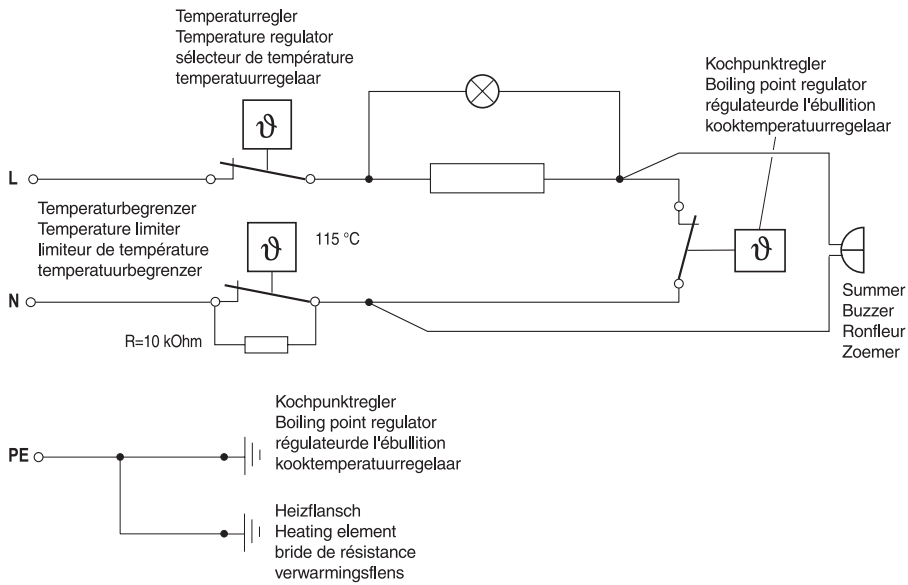 Temperaturregler
Temperature regulator
sélecteur de température
temperatuurregelaar
ϑ
Kochpunktregler
Boiling point regulator
régulateurde l'ébullition
kooktemperatuurregelaar
L
Temperaturbegrenzer
Temperature limiter
limiteur de température
temperatuurbegrenzer
ϑ
115 °C
ϑ
N
R=10 kOhm
Summer
Buzzer
Ronfleur
Zoemer
PE
Kochpunktregler
Boiling point regulator
régulateurde l'ébullition
kooktemperatuurregelaar
Heizflansch
Heating element
bride de résistance
verwarmingsflens